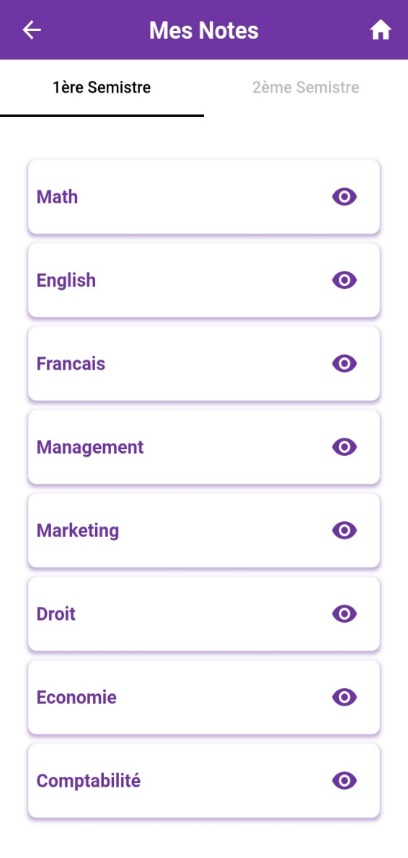 Mes Notes
1ère Semistre
2ème Semistre
Math
English
Francais
Management
Marketing
Droit
Economie
Comptabilité